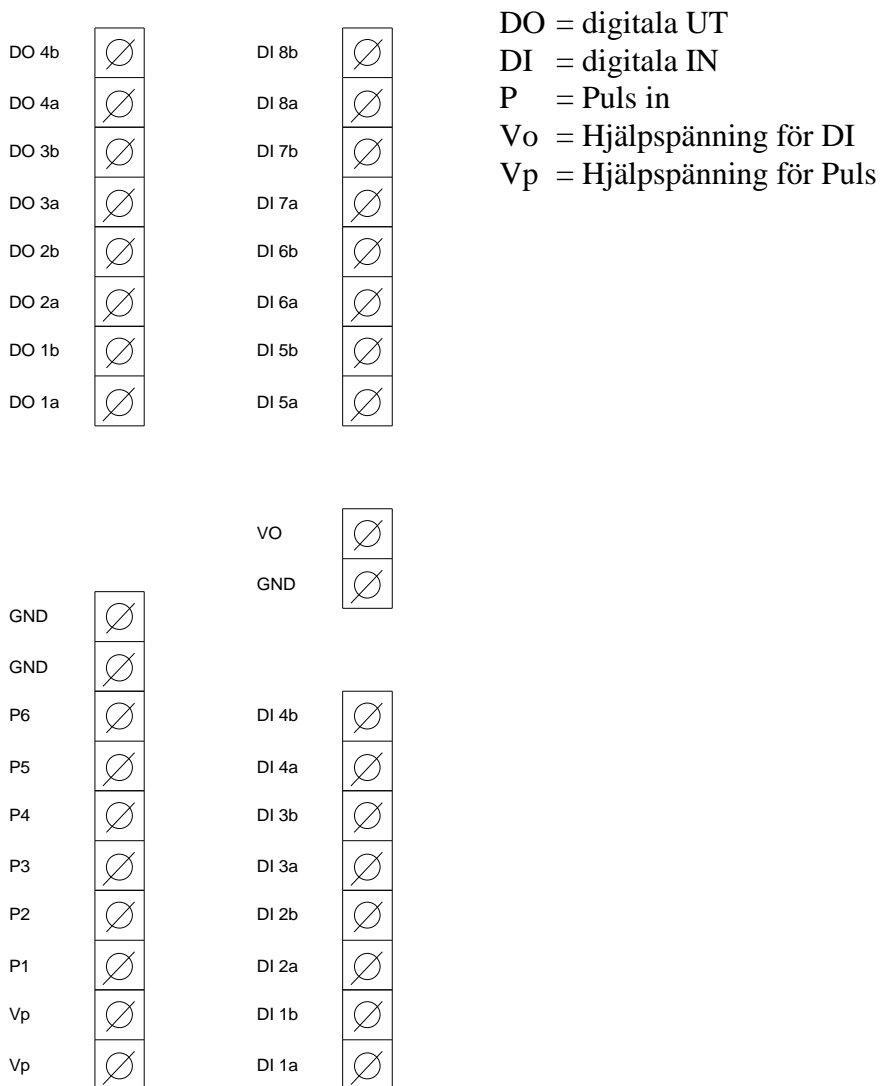 DO 4b
DO 4a
DO 3b
DO 3a
DO 2b
DO 2a
DO 1b
DO 1a
GND
GND
P6
P5
P4
P3
P2
P1
Vp
Vp
DI 8b
DI 8a
DI 7b
DI 7a
DI 6b
DI 6a
DI 5b
DI 5a
VO
GND
DI 4b
DI 4a
DI 3b
DI 3a
DI 2b
DI 2a
DI 1b
DI 1a
DO = digitala UT
DI = digitala IN
P = Puls in
Vo = Hjälpspänning för DI
Vp = Hjälpspänning för Puls